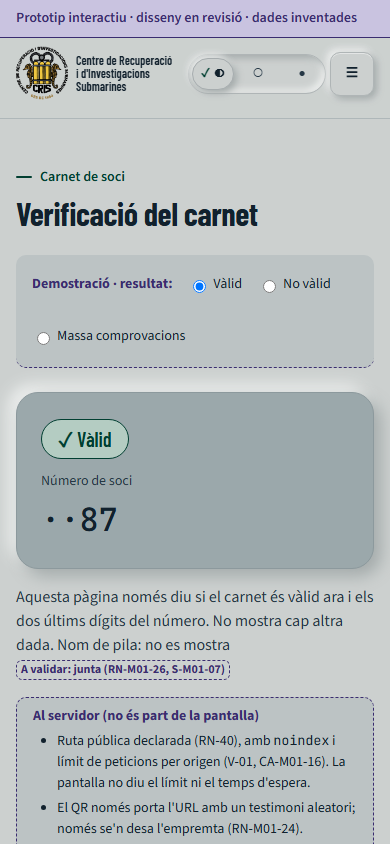 Prototip interactiu · disseny en revisió · dades inventades
CRIS
Centre de Recuperació
i d'Investigacions
Submarines
✓ ◐ ○ ● ☰
Carnet de soci
Verificació del carnet
Demostració · resultat: Vàlid No vàlid
Massa comprovacions
✓ Vàlid
Número de soci
··87
Aquesta pàgina només diu si el carnet és vàlid ara i els
dos últims dígits del número. No mostra cap altra
dada. Nom de pila: no es mostra
A validar: junta (RN-M01-26, S-M01-07)
Al servidor (no és part de la pantalla)
• Ruta pública declarada (RN-40), amb noindex i
límit de peticions per origen (V-01, CA-M01-16). La
pantalla no diu el límit ni el temps d'espera.
• El QR només porta l'URL amb un testimoni aleatori;
només se'n desa l'empremta (RN-M01-24).